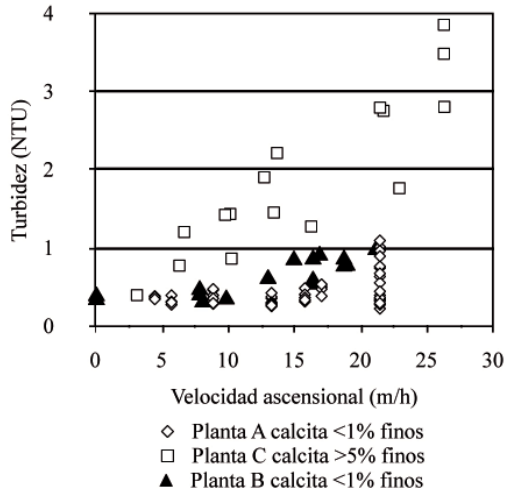 4
3
2
1
0
Turbidez (NTU)
0 5 10 15 20 25 30
Velocidad ascensional (m/h)
Planta A calcita <1% finos
Planta C calcita >5% finos
Planta B calcita <1% finos